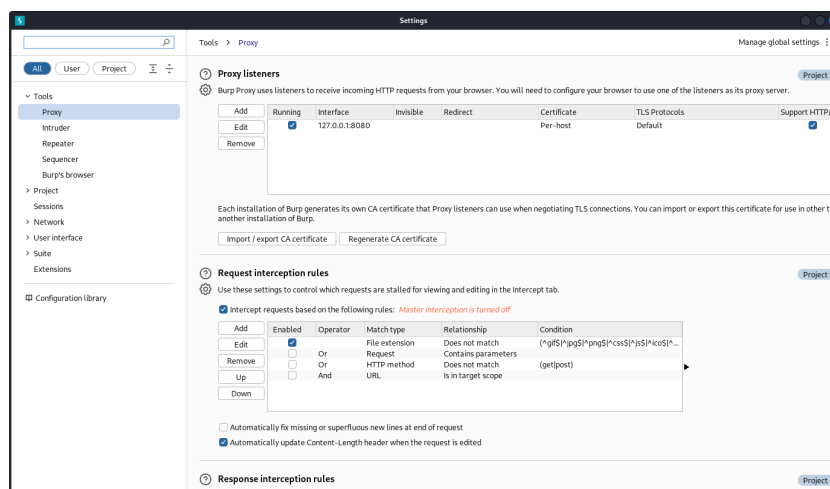 Settings
Tools > Proxy
Manage global settings
All
User
Project
Tools
Proxy
Intruder
Repeater
Sequencer
Burp's browser
Project
Sessions
Network
User interface
Suite
Extensions
Configuration library
Proxy listeners
Project
Burp Proxy uses listeners to receive incoming HTTP requests from your browser. You will need to configure your browser to use one of the listeners as its proxy server.
Add
Edit
Remove
Running Interface Invisible Redirect Certificate TLS Protocols Support HTTP/
127.0.0.1:8080 Per-host Default
Each installation of Burp generates its own CA certificate that Proxy listeners can use when negotiating TLS connections. You can import or export this certificate for use in other t
another installation of Burp.
Import / export CA certificate
Regenerate CA certificate
Request interception rules
Project
Use these settings to control which requests are stalled for viewing and editing in the Intercept tab.
Intercept requests based on the following rules: Master interception is turned off
Add
Edit
Remove
Up
Down
Enabled Operator Match type Relationship Condition
File extension Does not match (^gif$|^jpg$|^png$|^css$|^js$|^ico$|^...
Or Request Contains parameters
Or HTTP method Does not match (get|post)
And URL Is in target scope
Automatically fix missing or superfluous new lines at end of request
Automatically update Content-Length header when the request is edited
Response interception rules
Project